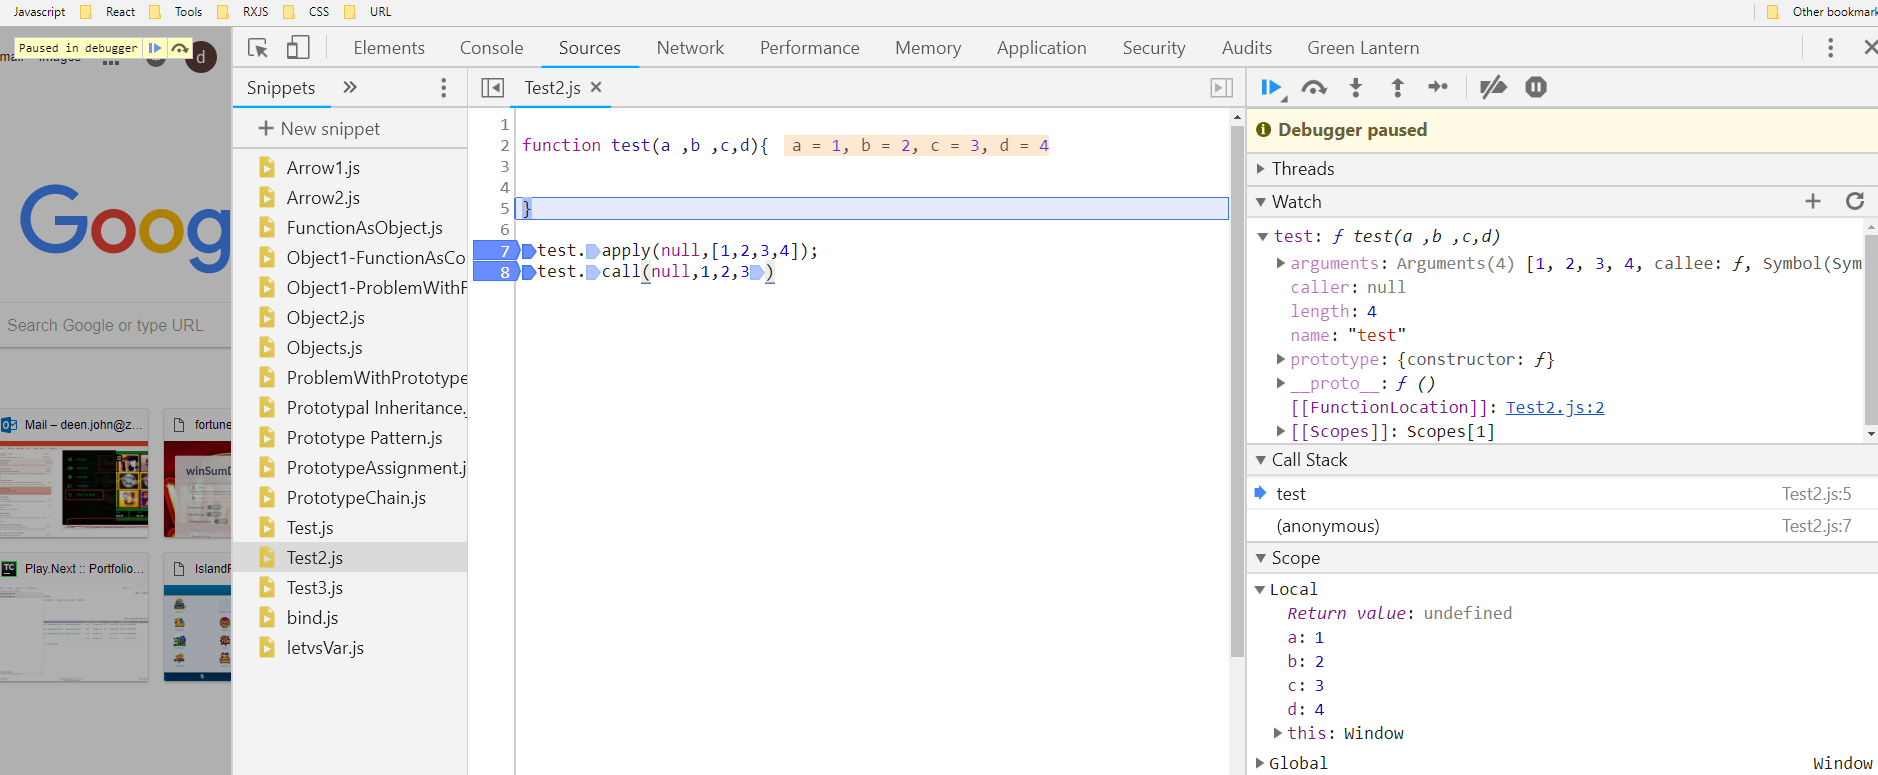 Javascript React Tools RXJS CSS URL Other bookmark
Paused in debugger
d
Goog
Search Google or type URL
Mail – deen.john@z...
fortune
winSumD
Play.Next :: Portfolio...
IslandF
Elements Console Sources Network Performance Memory Application Security Audits Green Lantern
Snippets
+ New snippet
Arrow1.js
Arrow2.js
FunctionAsObject.js
Object1-FunctionAsCo
Object1-ProblemWithF
Object2.js
Objects.js
ProblemWithPrototype
Prototypal Inheritance.
Prototype Pattern.js
PrototypeAssignment.j
PrototypeChain.js
Test.js
Test2.js
Test3.js
bind.js
letvsVar.js
Test2.js ×
1
2 function test(a ,b ,c,d){ a = 1, b = 2, c = 3, d = 4
3
4
5 }
6
7 test.apply(null,[1,2,3,4]);
8 test.call(null,1,2,3)
Debugger paused
Threads
Watch
test: ƒ test(a ,b ,c,d)
arguments: Arguments(4) [1, 2, 3, 4, callee: ƒ, Symbol(Sym
caller: null
length: 4
name: "test"
prototype: {constructor: ƒ}
__proto__: ƒ ()
[[FunctionLocation]]: Test2.js:2
[[Scopes]]: Scopes[1]
Call Stack
test Test2.js:5
(anonymous) Test2.js:7
Scope
Local
Return value: undefined
a: 1
b: 2
c: 3
d: 4
this: Window
Global Window